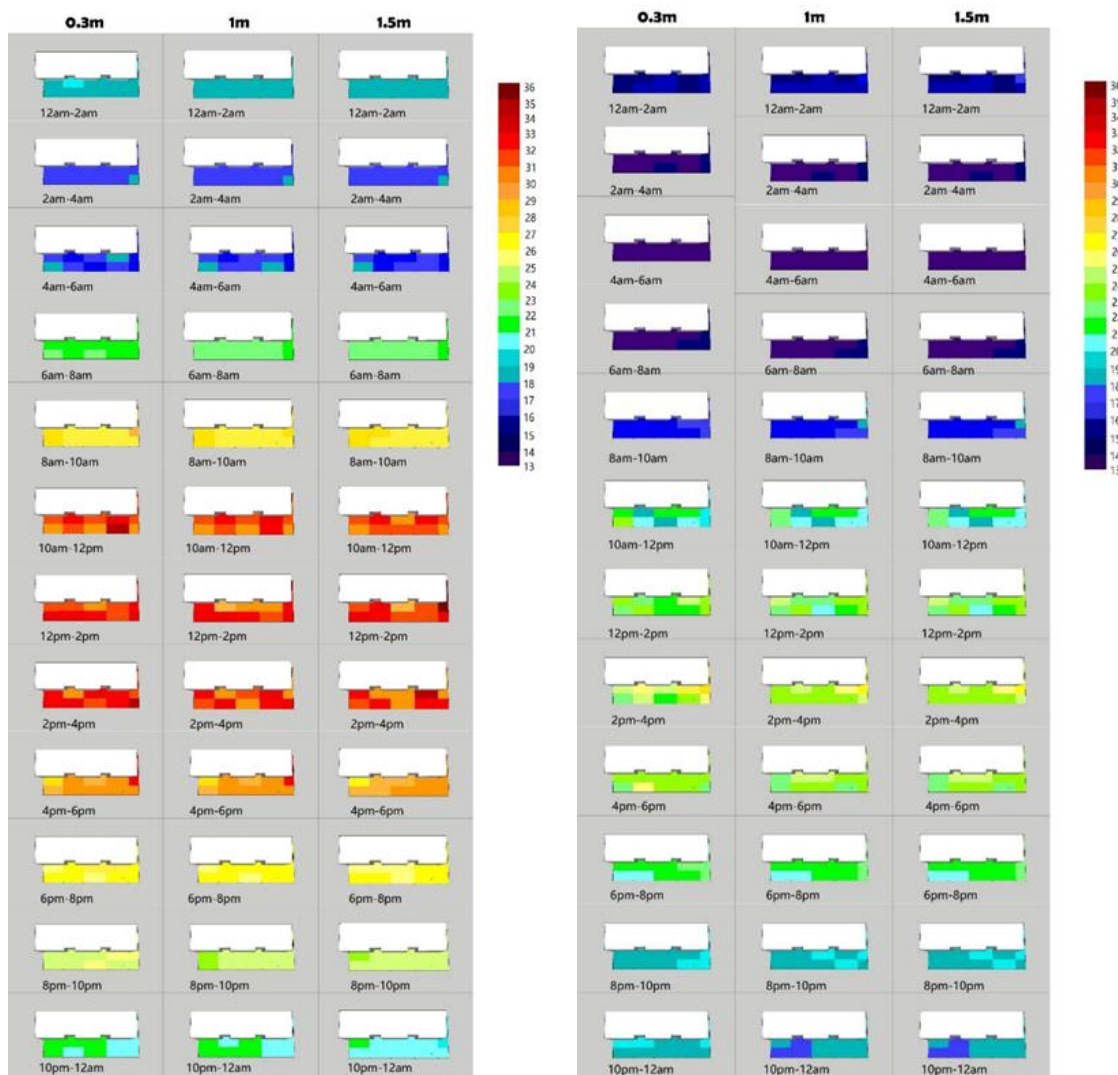 0.3m 1m 1.5m
12am-2am 12am-2am 12am-2am
2am-4am 2am-4am 2am-4am
4am-6am 4am-6am 4am-6am
6am-8am 6am-8am 6am-8am
8am-10am 8am-10am 8am-10am
10am-12pm 10am-12pm 10am-12pm
12pm-2pm 12pm-2pm 12pm-2pm
2pm-4pm 2pm-4pm 2pm-4pm
4pm-6pm 4pm-6pm 4pm-6pm
6pm-8pm 6pm-8pm 6pm-8pm
8pm-10pm 8pm-10pm 8pm-10pm
10pm-12am 10pm-12am 10pm-12am
36
34
33
32
31
30
28
27
26
25
24
23
22
21
20
19
18
17
16
15
14
13
0.3m 1m 1.5m
12am-2am 12am-2am 12am-2am
2am-4am 2am-4am 2am-4am
4am-6am 4am-6am 4am-6am
6am-8am 6am-8am 6am-8am
8am-10am 8am-10am 8am-10am
10am-12pm 10am-12pm 10am-12pm
12pm-2pm 12pm-2pm 12pm-2pm
2pm-4pm 2pm-4pm 2pm-4pm
4pm-6pm 4pm-6pm 4pm-6pm
6pm-8pm 6pm-8pm 6pm-8pm
8pm-10pm 8pm-10pm 8pm-10pm
10pm-12am 10pm-12am 10pm-12am
19
18
17
16
15
14
13